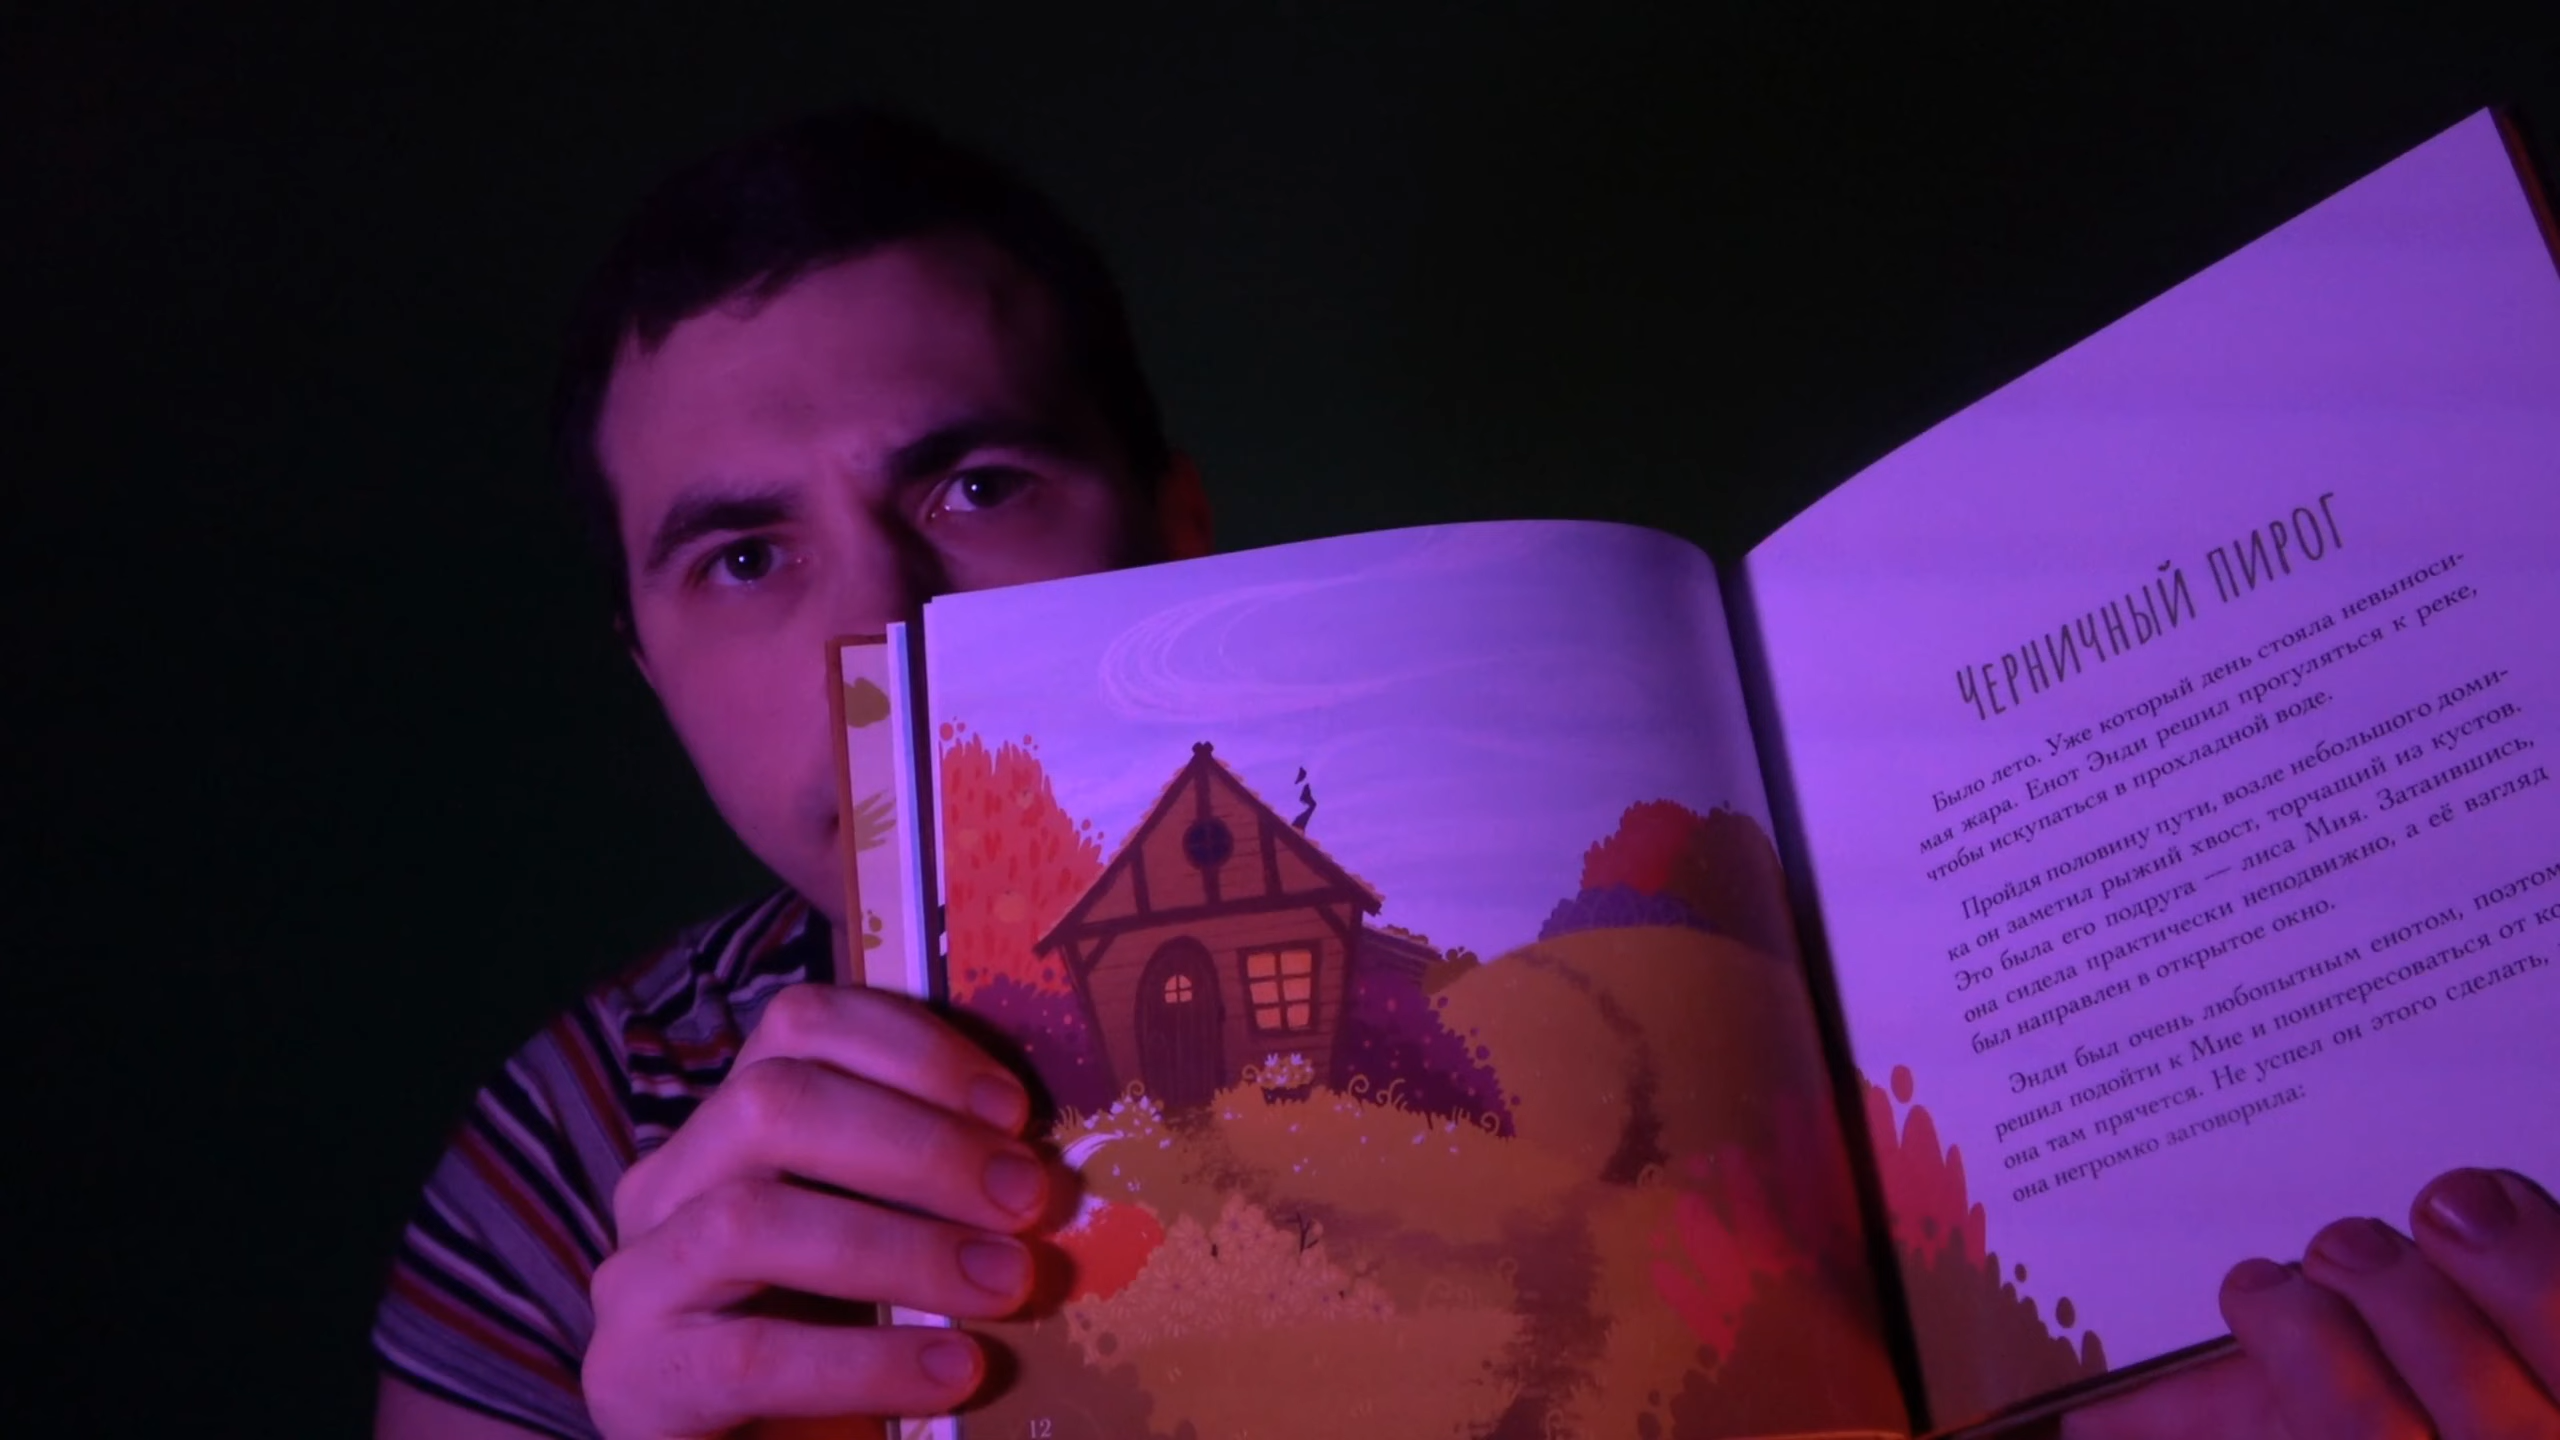 ЧЕРНИЧНЫЙ ПИРОГ
Было лето. Уже который день стояла невыноси-
мая жара. Енот Энди решил прогуляться к реке,
чтобы искупаться в прохладной воде.
Пройдя половину пути, возле небольшого доми-
ка он заметил рыжий хвост, торчащий из кустов.
Это была его подруга — лиса Мия. Затаившись,
она сидела практически неподвижно, а её взгляд
был направлен в открытое окно.
Энди был очень любопытным енотом, поэтом
решил подойти к Мие и поинтересоваться от ко
она там прячется. Не успел он этого сделать,
она негромко заговорила:
12